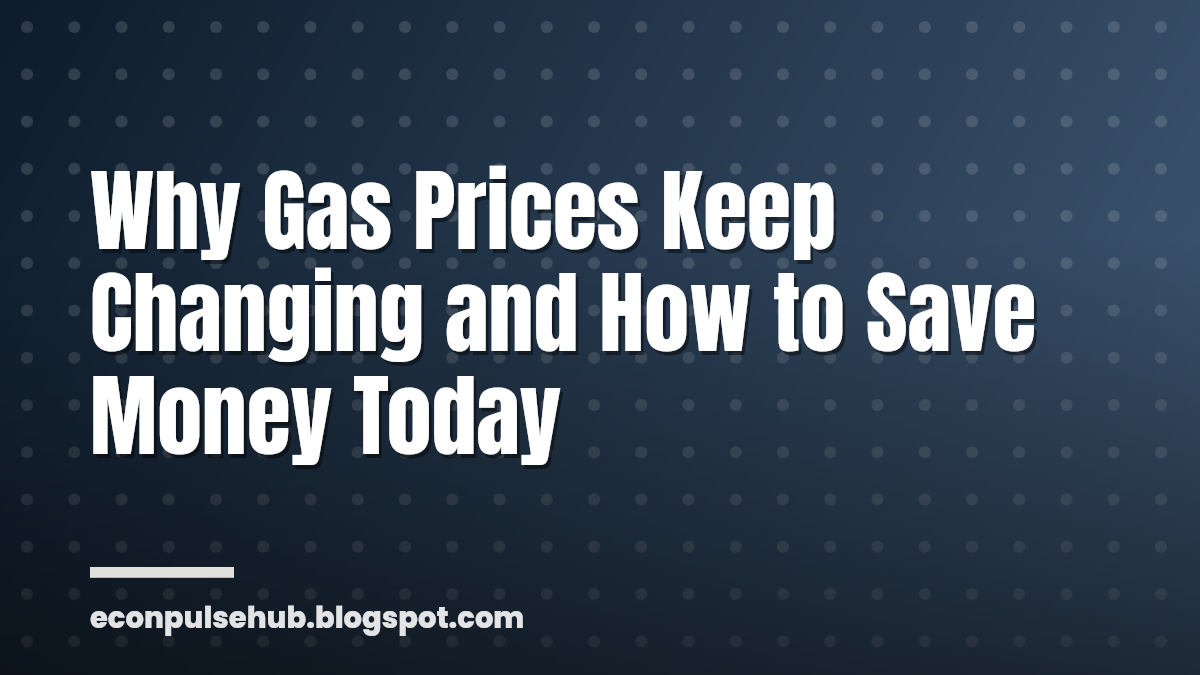 Why Gas Prices Keep
Changing and How to Save
Money Today
econpulsehub.blogspot.com